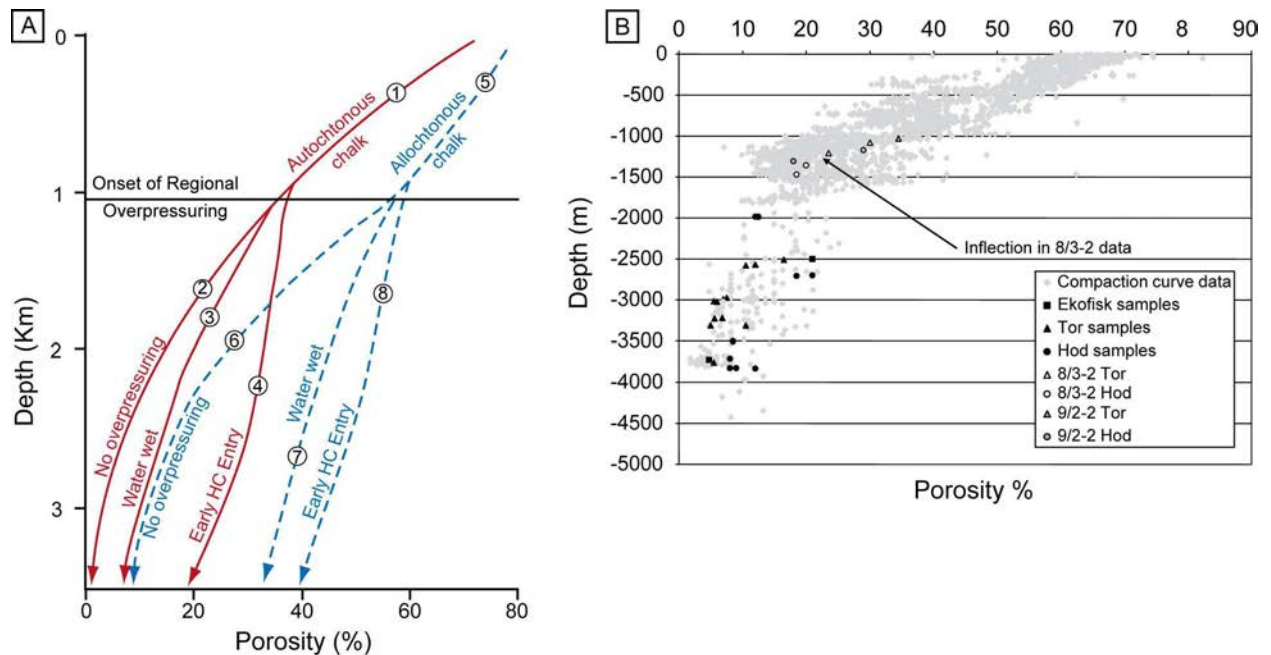 A
0
1
2
3
Depth (Km)
0
20
40
60
80
Porosity (%)
Onset of Regional
Overpressuring
Autochtonous
chalk
Allochtonous
chalk
1
5
2
3
6
4
8
7
No overpressuring
Water wet
No overpressuring
Early HC Entry
Water wet
Early HC Entry
B
0 10 20 30 40 50 60 70 8 90
0
-500
-1000
-1500
-2000
-2500
-3000
-3500
-4000
-4500
-5000
Depth (m)
Inflection in 8/3-2 data
Compaction curve data
Ekofisk samples
Tor samples
Hod samples
8/3-2 Tor
8/3-2 Hod
9/2-2 Tor
9/2-2 Hod
Porosity %